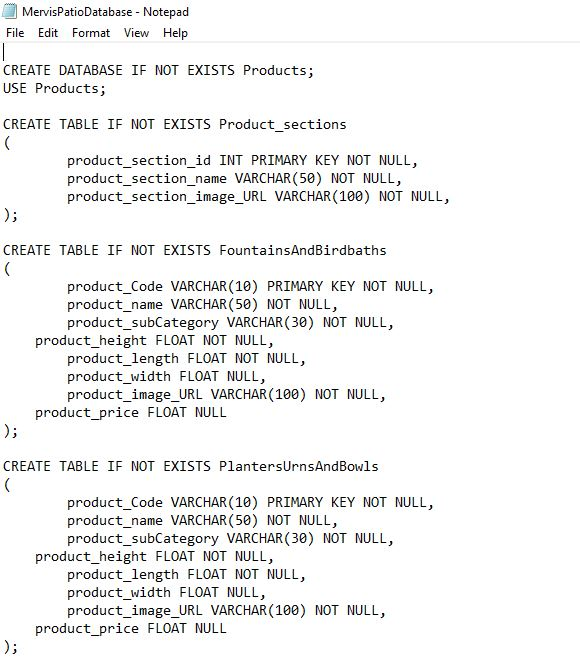 MervisPatioDatabase - Notepad
File Edit Format View Help
CREATE DATABASE IF NOT EXISTS Products;
USE Products;
CREATE TABLE IF NOT EXISTS Product_sections
(
product_section_id INT PRIMARY KEY NOT NULL,
product_section_name VARCHAR(50) NOT NULL,
product_section_image_URL VARCHAR(100) NOT NULL,
);
CREATE TABLE IF NOT EXISTS FountainsAndBirdbaths
(
product_Code VARCHAR(10) PRIMARY KEY NOT NULL,
product_name VARCHAR(50) NOT NULL,
product_subCategory VARCHAR(30) NOT NULL,
product_height FLOAT NOT NULL,
product_length FLOAT NOT NULL,
product_width FLOAT NULL,
product_image_URL VARCHAR(100) NOT NULL,
product_price FLOAT NULL
);
CREATE TABLE IF NOT EXISTS PlantersUrnsAndBowls
(
product_Code VARCHAR(10) PRIMARY KEY NOT NULL,
product_name VARCHAR(50) NOT NULL,
product_subCategory VARCHAR(30) NOT NULL,
product_height FLOAT NOT NULL,
product_length FLOAT NOT NULL,
product_width FLOAT NULL,
product_image_URL VARCHAR(100) NOT NULL,
product_price FLOAT NULL
);